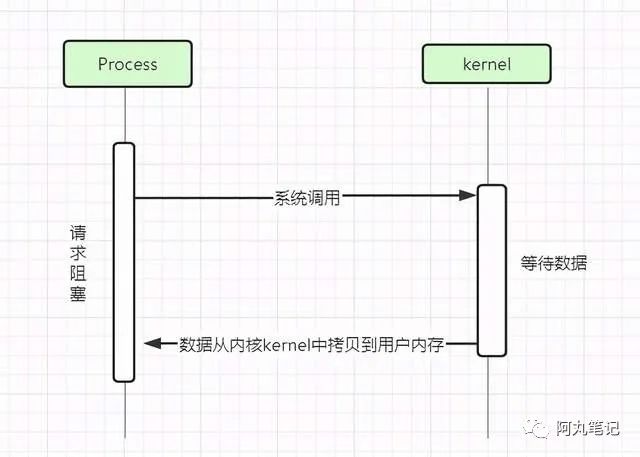 Process
kernel
系统调用
请求阻塞
等待数据
数据从内核kernel中拷贝到用户内存
阿丸笔记